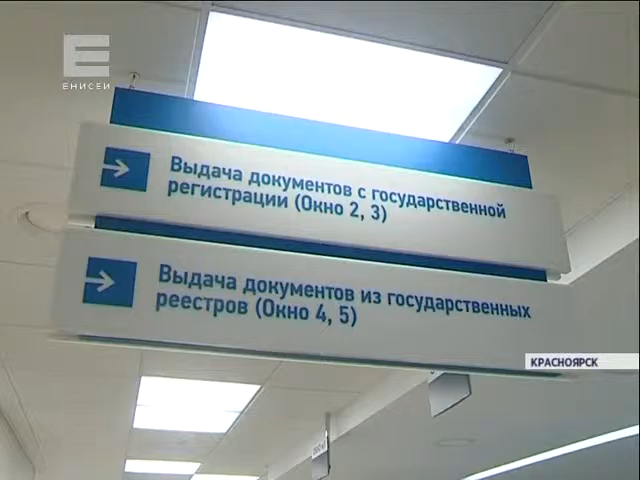 ЕНИСЕЙ
Выдача документов с государственной
регистрации (Окно 2, 3)
Выдача документов из государственных
реестров (Окно 4, 5)
КРАСНОЯРСК